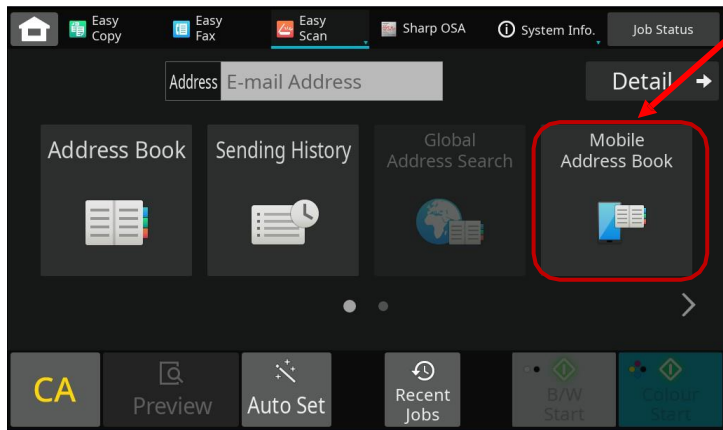 Easy
Copy
Easy
Fax
Easy
Scan
Sharp OSA
System Info.
Job Status
Address
E-mail Address
Detail
Address Book
Sending History
Global
Address Search
Mobile
Address Book
CA
Preview
Auto Set
Recent
Jobs
B/W
Start
Colour
Start